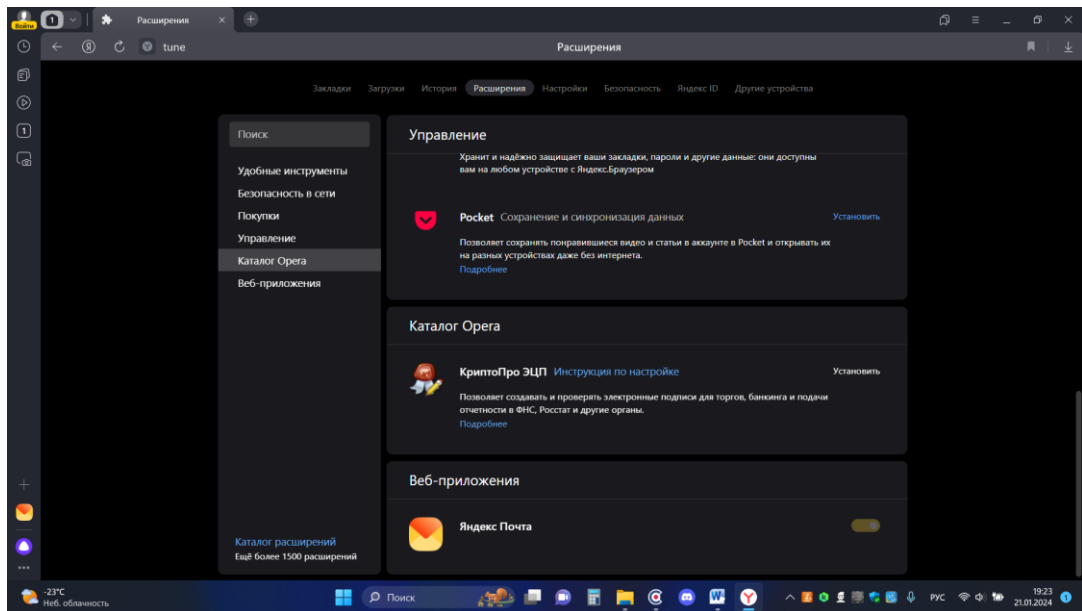 Войти
1
Расширения
tune
Расширения
1
Закладки Загрузки История Расширения Настройки Безопасность Яндекс ID Другие устройства
Поиск
Удобные инструменты
Безопасность в сети
Покупки
Управление
Каталог Opera
Веб-приложения
Каталог расширений
Ещё более 1500 расширений
Управление
Хранит и надёжно защищает ваши закладки, пароли и другие данные: они доступны
вам на любом устройстве с Яндекс.Браузером
Pocket Сохранение и синхронизация данных Установить
Позволяет сохранять понравившиеся видео и статьи в аккаунте в Pocket и открывать их
на разных устройствах даже без интернета.
Подробнее
Каталог Opera
КриптоПро ЭЦП Инструкция по настройке Установить
Позволяет создавать и проверять электронные подписи для торгов, банкинга и подачи
отчетности в ФНС, Росстат и другие органы.
Подробнее
Веб-приложения
Яндекс Почта
-23°C
Неб. облачность
Поиск
РУС
19:23
21.01.2024
1